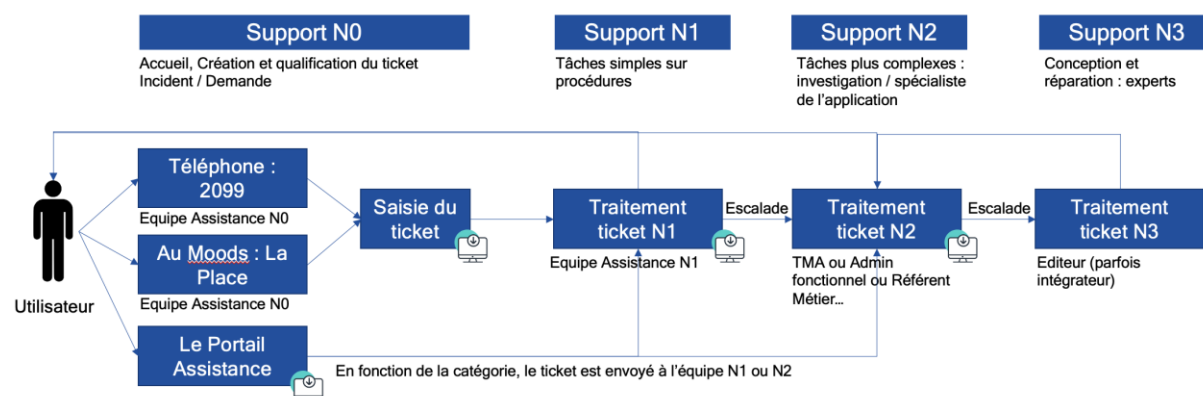 Support N0
Support N1
Support N2
Support N3
Accueil, Création et qualification du ticket
Incident / Demande
Tâches simples sur
procédures
Tâches plus complexes :
investigation / spécialiste
de l'application
Conception et
réparation : experts
Téléphone :
2099
Equipe Assistance N0
Au Moods : La
Place
Equipe Assistance N0
Le Portail
Assistance
Utilisateur
Saisie du
ticket
Traitement
ticket N1
Equipe Assistance N1
Escalade
Traitement
ticket N2
TMA ou Admin
fonctionnel ou Référent
Métier...
Escalade
Traitement
ticket N3
Editeur (parfois
intégrateur)
En fonction de la catégorie, le ticket est envoyé à l'équipe N1 ou N2